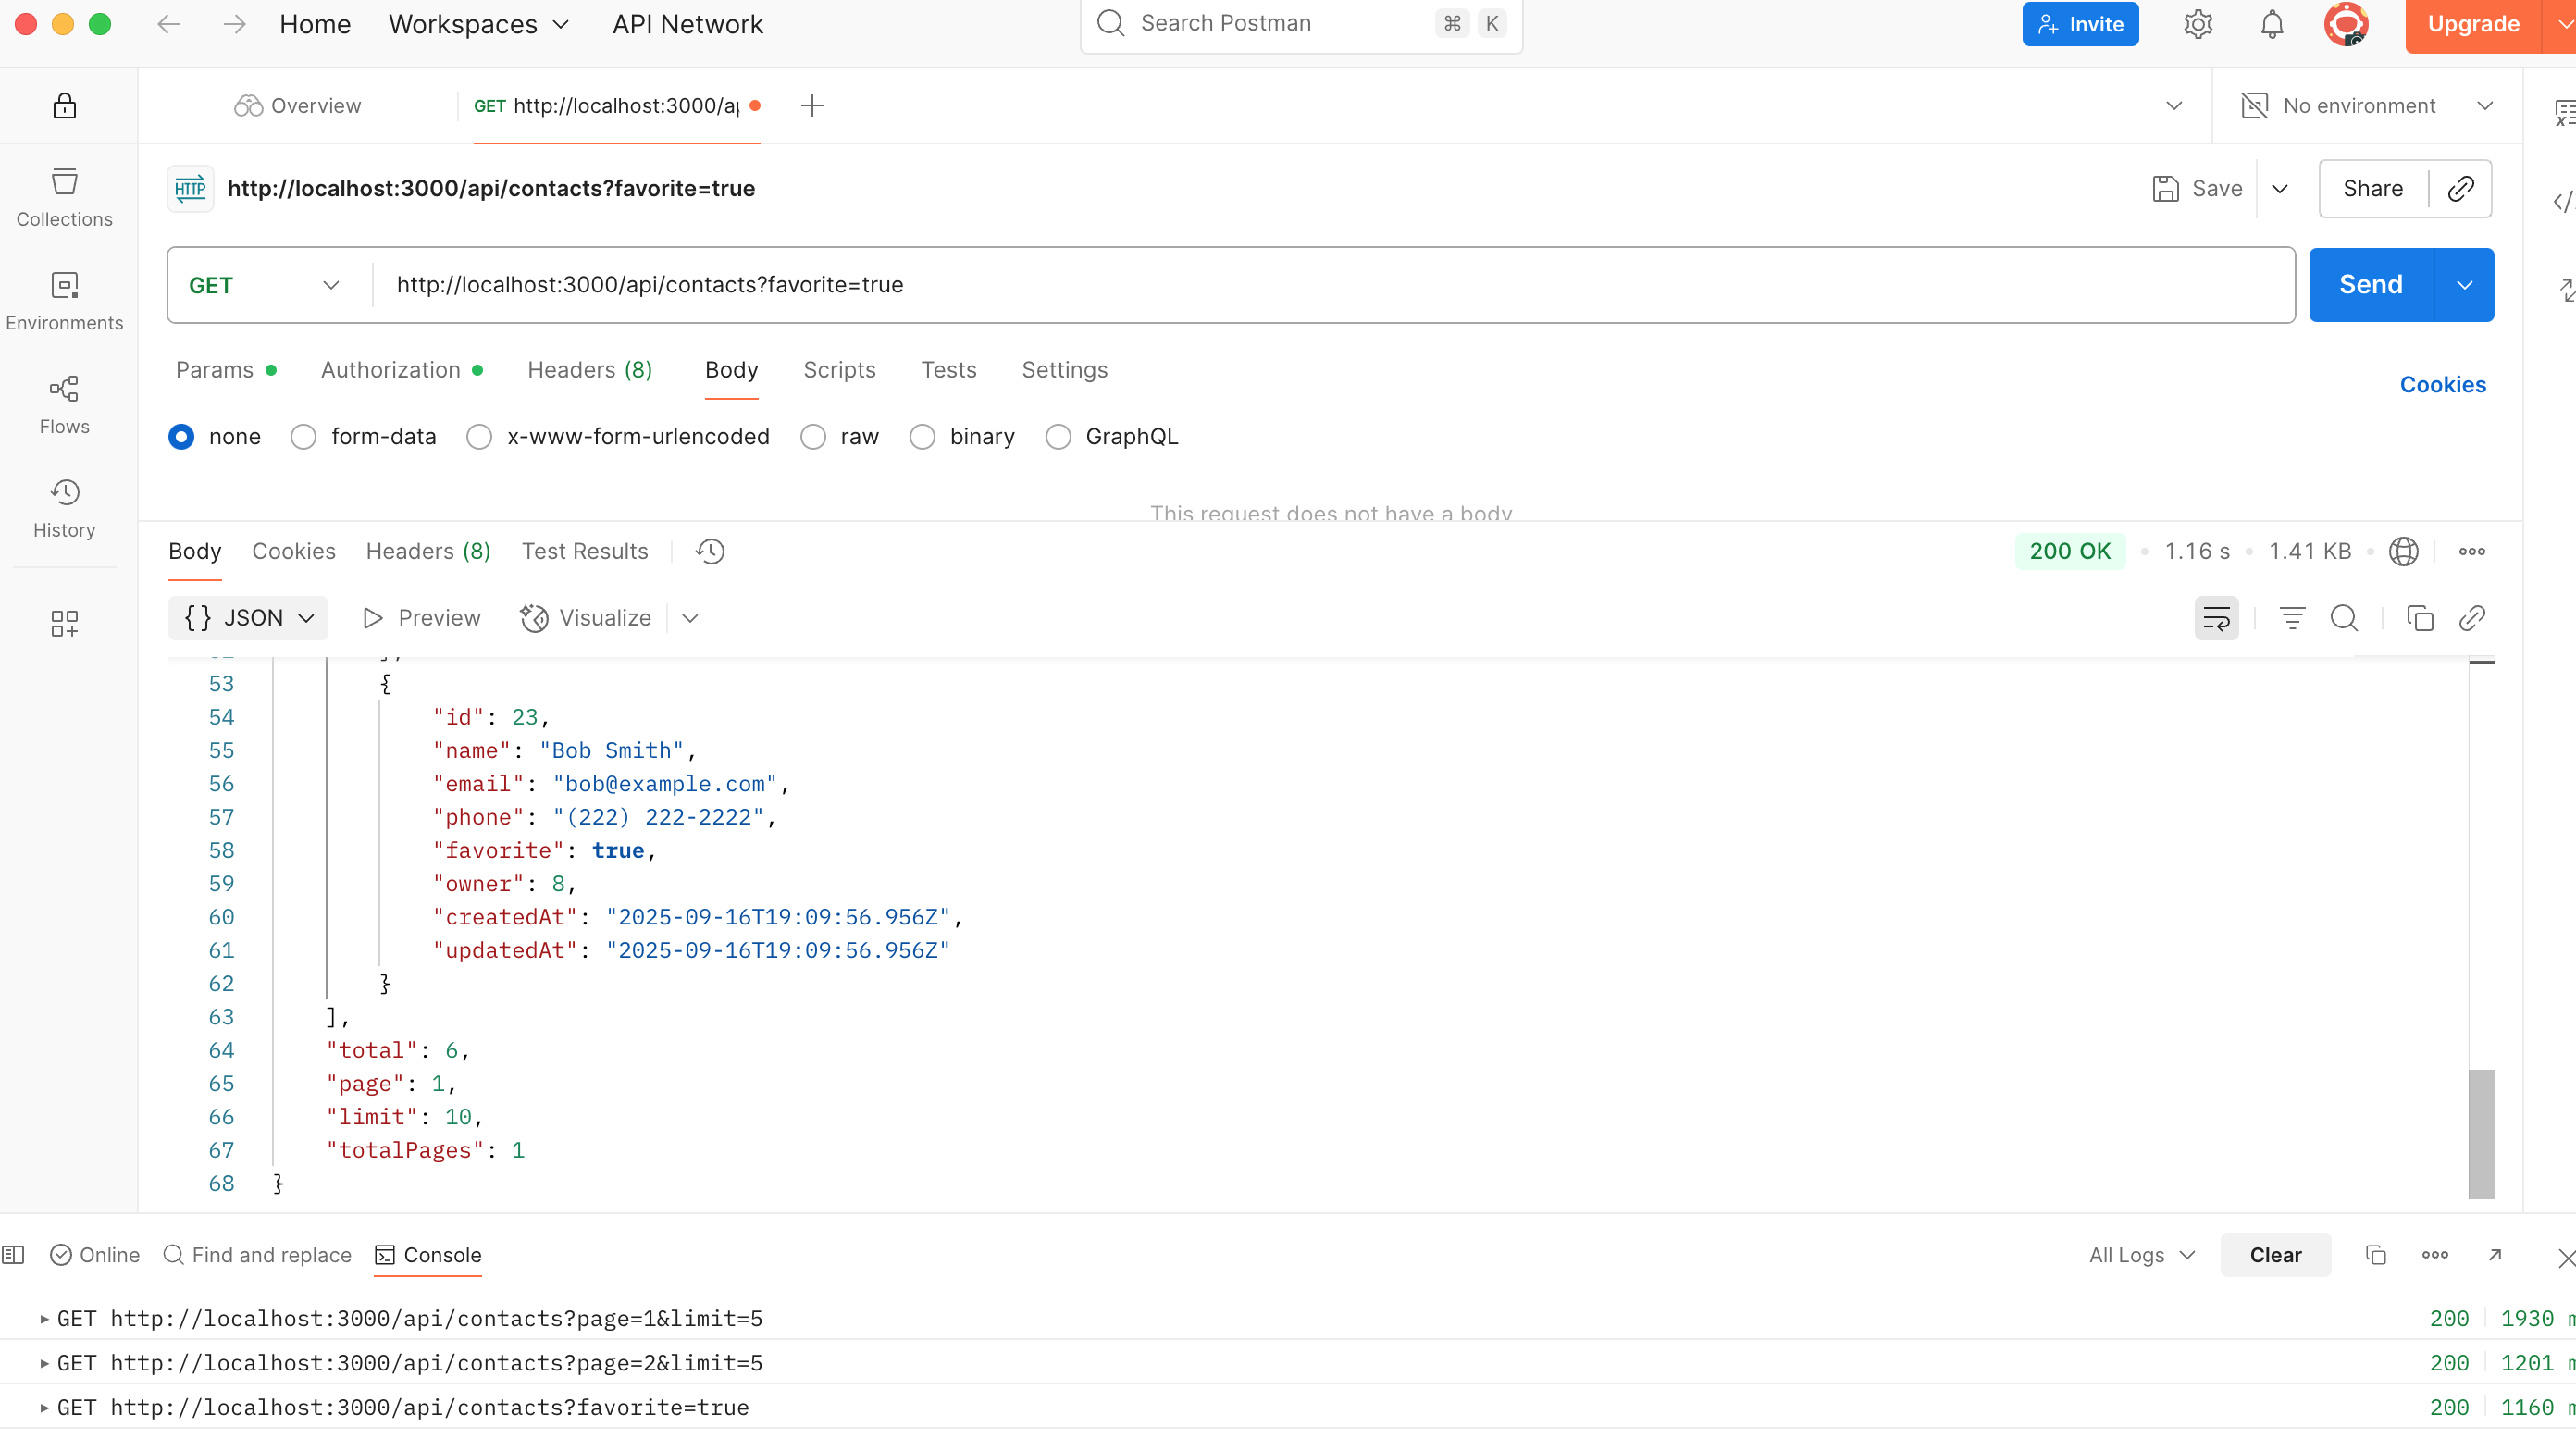 Home Workspaces API Network Search Postman ⌘ K Invite Upgrade
Overview GET http://localhost:3000/ap No environment
HTTP http://localhost:3000/api/contacts?favorite=true Save Share
Collections
GET http://localhost:3000/api/contacts?favorite=true Send
Environments
Params Authorization Headers (8) Body Scripts Tests Settings Cookies
Flows
none form-data x-www-form-urlencoded raw binary GraphQL
History
This request does not have a body
Body Cookies Headers (8) Test Results 200 OK 1.16 s 1.41 KB
{} JSON Preview Visualize
53 {
54 "id": 23,
55 "name": "Bob Smith",
56 "email": "bob@example.com",
57 "phone": "(222) 222-2222",
58 "favorite": true,
59 "owner": 8,
60 "createdAt": "2025-09-16T19:09:56.956Z",
61 "updatedAt": "2025-09-16T19:09:56.956Z"
62 }
63 ],
64 "total": 6,
65 "page": 1,
66 "limit": 10,
67 "totalPages": 1
68 }
Online Find and replace Console All Logs Clear
GET http://localhost:3000/api/contacts?page=1&limit=5 200 1930
GET http://localhost:3000/api/contacts?page=2&limit=5 200 1201
GET http://localhost:3000/api/contacts?favorite=true 200 1160